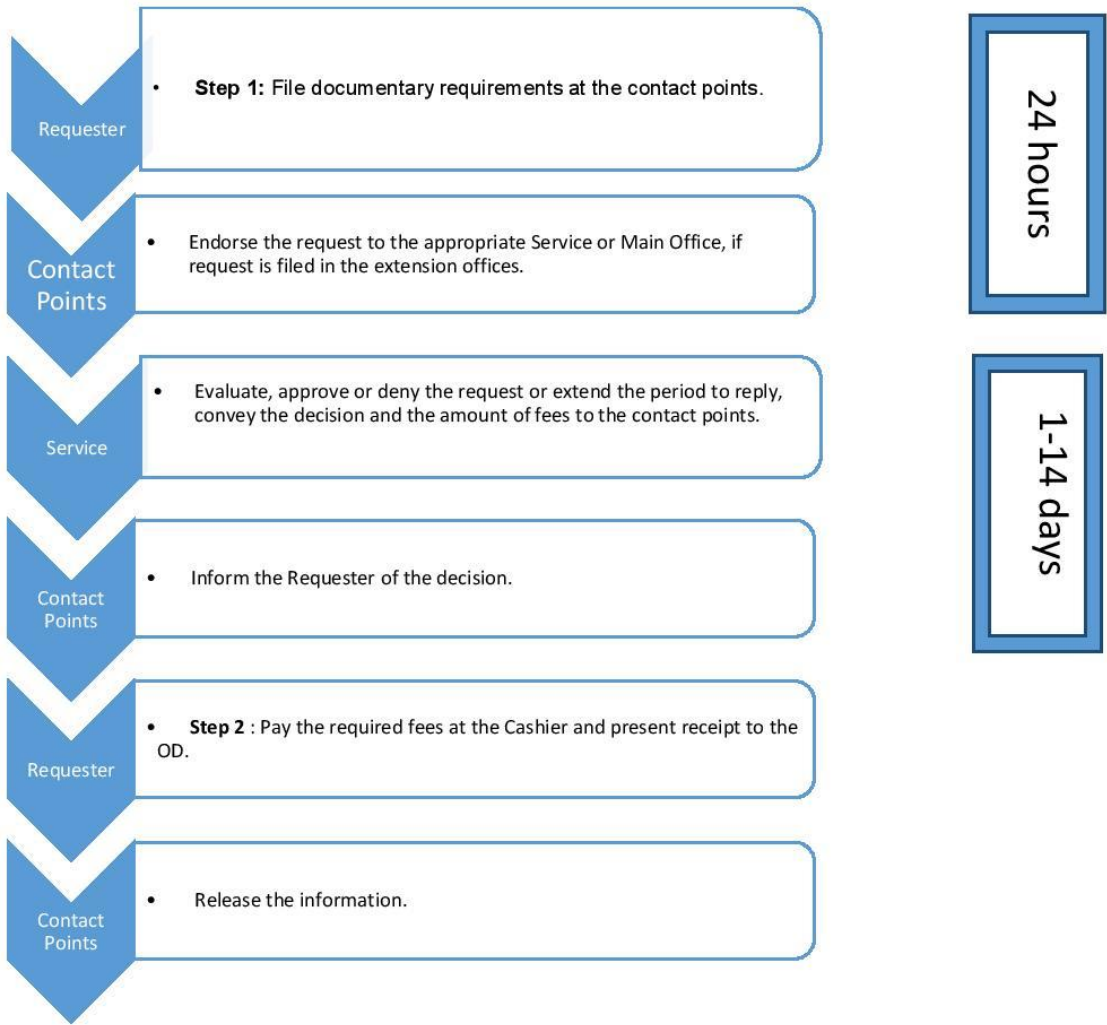 Requester
• Step 1: File documentary requirements at the contact points.
24 hours
Contact
Points
• Endorse the request to the appropriate Service or Main Office, if
request is filed in the extension offices.
Service
• Evaluate, approve or deny the request or extend the period to reply,
convey the decision and the amount of fees to the contact points.
1-14 days
Contact
Points
• Inform the Requester of the decision.
Requester
• Step 2 : Pay the required fees at the Cashier and present receipt to the
OD.
Contact
Points
• Release the information.